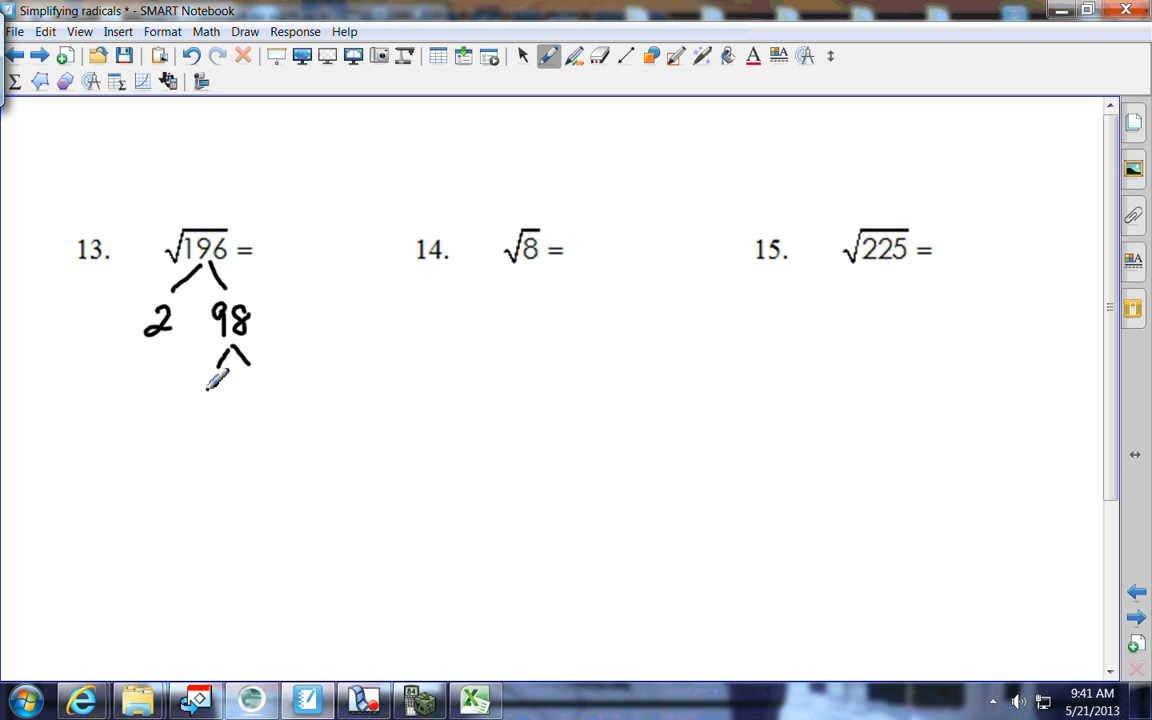 Simplifying radicals * - SMART Notebook
File Edit View Insert Format Math Draw Response Help
13. √196 = 14. √8 = 15. √225 =
2 98
9:41 AM
5/21/2013